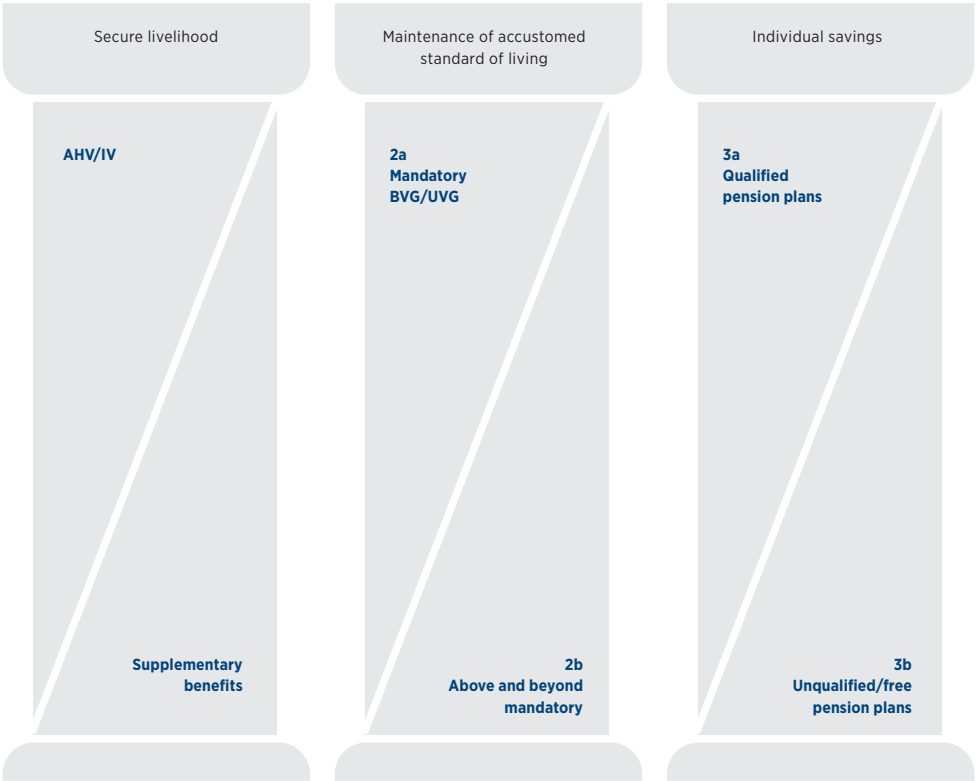 Secure livelihood
Maintenance of accustomed
standard of living
Individual savings
AHV/IV
2a
Mandatory
BVG/UVG
3a
Qualified
pension plans
Supplementary
benefits
2b
Above and beyond
mandatory
3b
Unqualified/free
pension plans